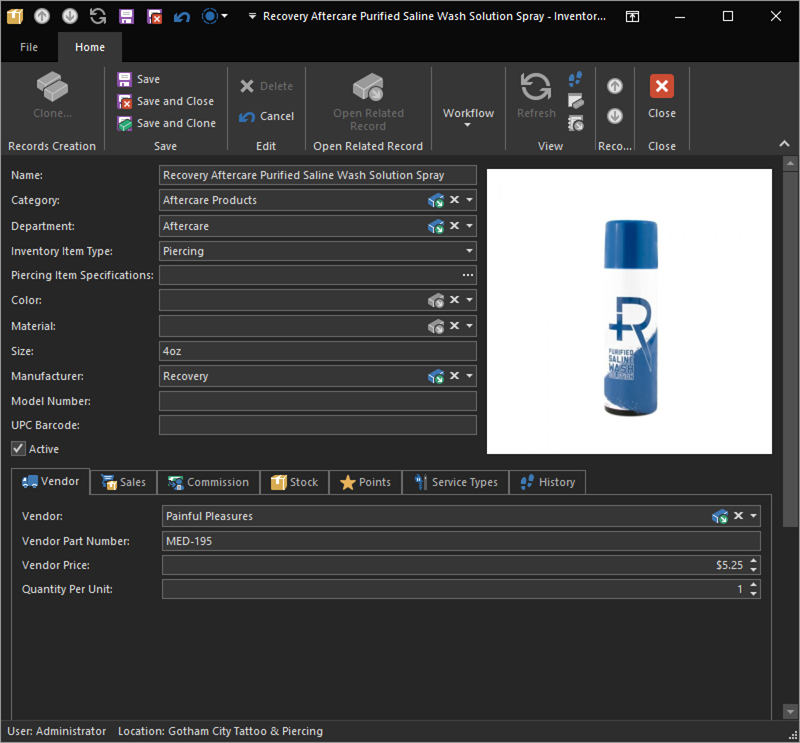 Recovery Aftercare Purified Saline Wash Solution Spray - Inventor...
File Home
Clone...
Records Creation
Save
Save and Close
Save and Clone
Save
Delete
Cancel
Edit
Open Related
Record
Open Related Record
Workflow
Refresh
View
Reco...
Close
Close
Name: Recovery Aftercare Purified Saline Wash Solution Spray
Category: Aftercare Products
Department: Aftercare
Inventory Item Type: Piercing
Piercing Item Specifications: ...
Color:
Material:
Size: 4oz
Manufacturer: Recovery
Model Number:
UPC Barcode:
Active
R
PURIFIED
SALINE
WASH
SOLUTION
Vendor Sales Commission Stock Points Service Types History
Vendor: Painful Pleasures
Vendor Part Number: MED-195
Vendor Price: $5.25
Quantity Per Unit: 1
User: Administrator Location: Gotham City Tattoo & Piercing